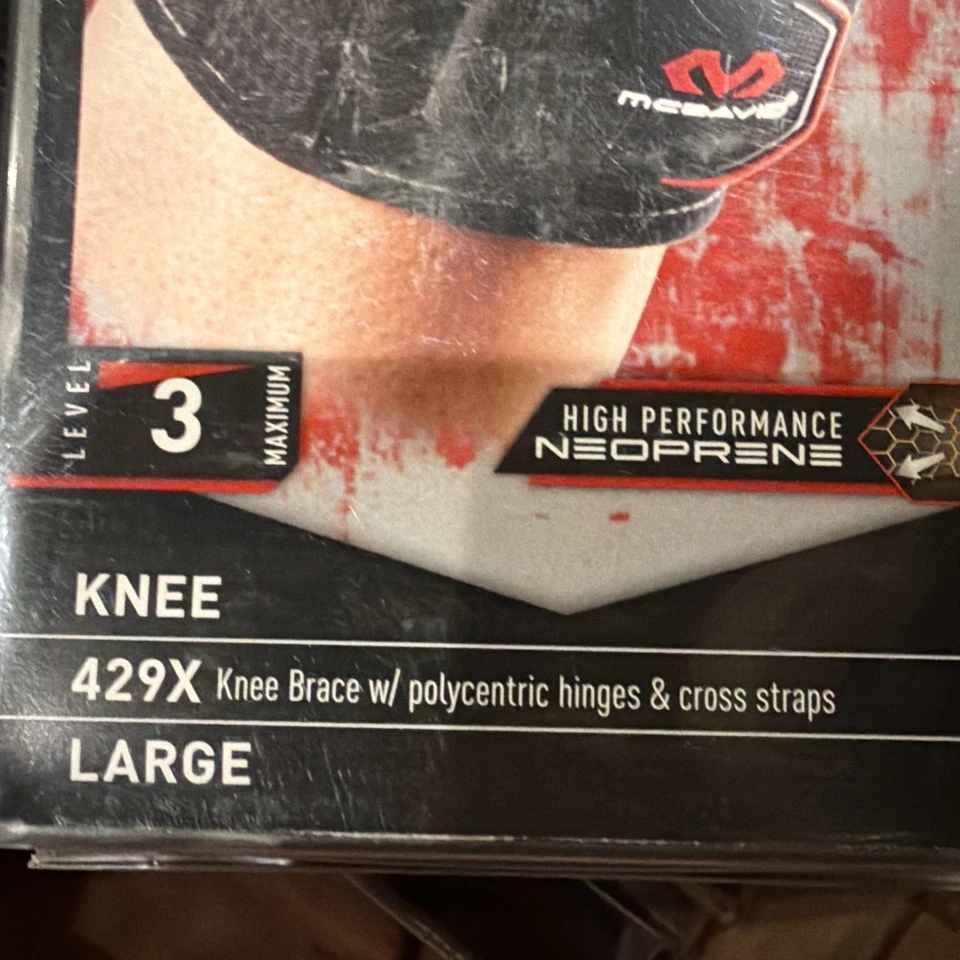 McDAVID
LEVEL
3
MAXIMUM
HIGH PERFORMANCE
NEOPRENE
KNEE
429X Knee Brace w/ polycentric hinges & cross straps
LARGE